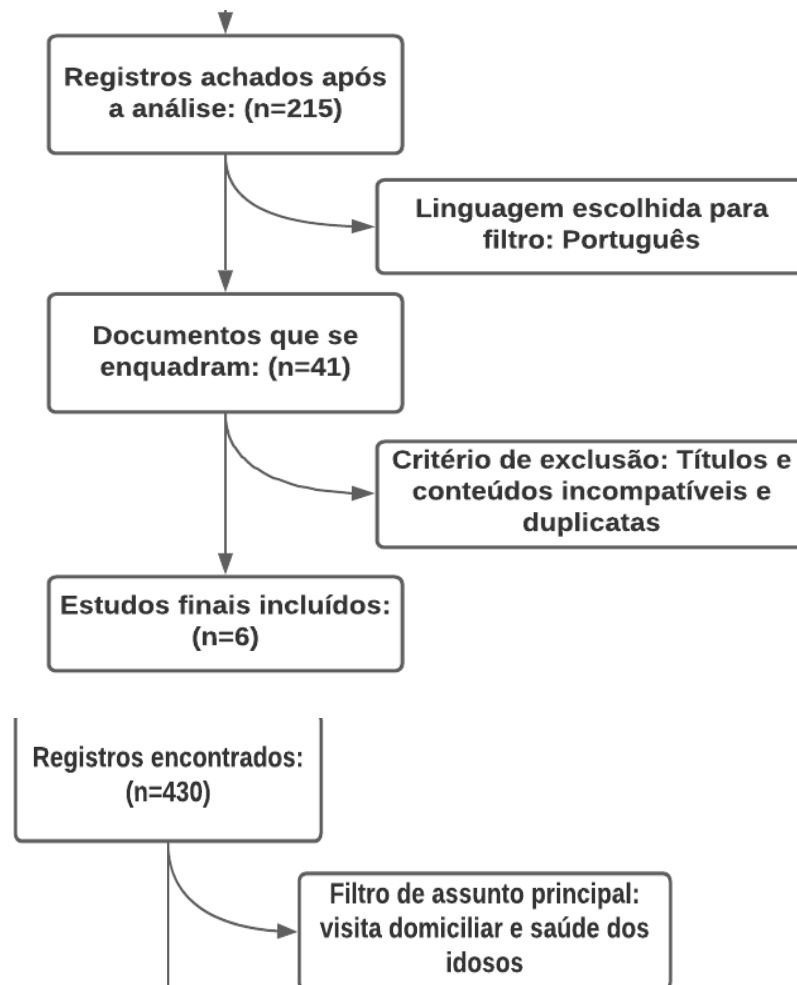 Registros achados após
a análise: (n=215)
Linguagem escolhida para
filtro: Português
Documentos que se
enquadram: (n=41)
Critério de exclusão: Títulos e
conteúdos incompatíveis e
duplicatas
Estudos finais incluídos:
(n=6)
Registros encontrados:
(n=430)
Filtro de assunto principal:
visita domiciliar e saúde dos
idosos